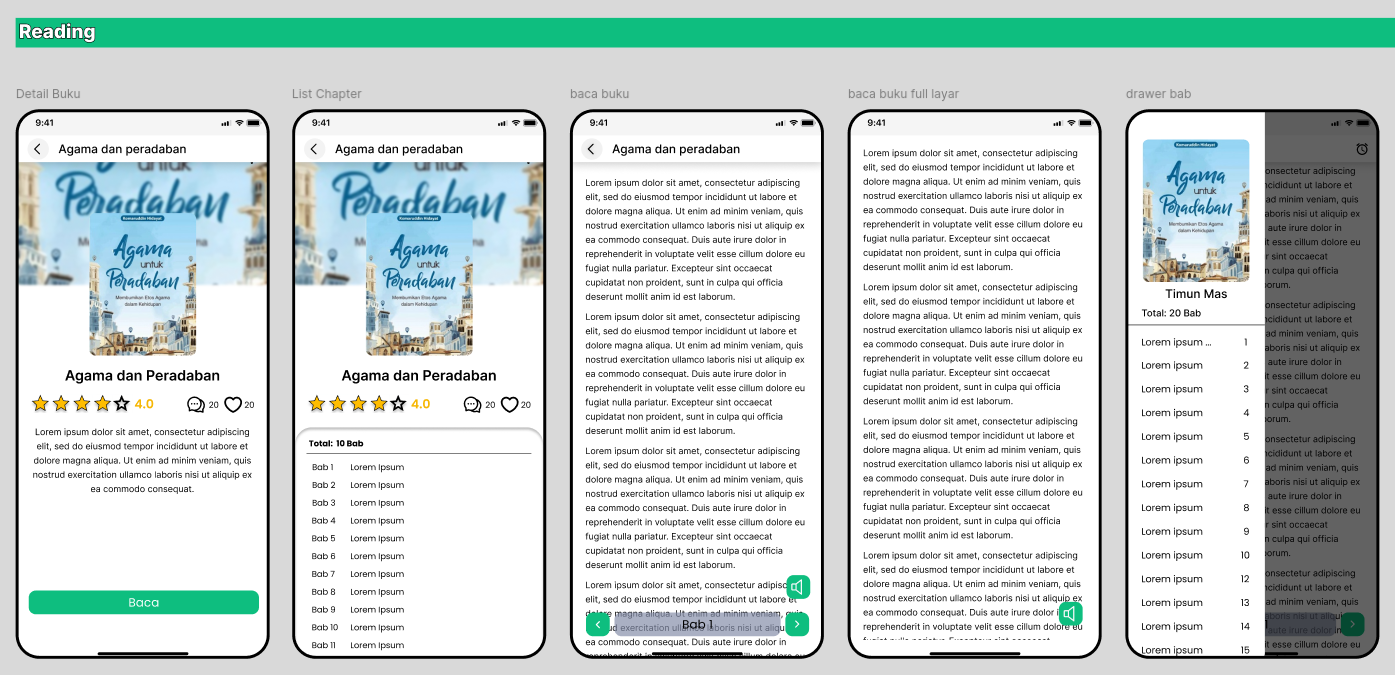 Reading
Detail Buku
9:41
Agama dan peradaban
Peradaban
Komaruddin Hidayat
Agama
untuk
Peradaban
Membumikan Etos Agama
dalam Kehidupan
Agama dan Peradaban
4.0 20 20
Lorem ipsum dolor sit amet, consectetur adipiscing
elit, sed do eiusmod tempor incididunt ut labore et
dolore magna aliqua. Ut enim ad minim veniam, quis
nostrud exercitation ullamco laboris nisi ut aliquip ex
ea commodo consequat.
Baca
List Chapter
9:41
Agama dan peradaban
Peradaban
Komaruddin Hidayat
Agama
untuk
Peradaban
Membumikan Etos Agama
dalam Kehidupan
Agama dan Peradaban
4.0 20 20
Total: 10 Bab
Bab 1 Lorem Ipsum
Bab 2 Lorem Ipsum
Bab 3 Lorem Ipsum
Bab 4 Lorem Ipsum
Bab 5 Lorem Ipsum
Bab 6 Lorem Ipsum
Bab 7 Lorem Ipsum
Bab 8 Lorem Ipsum
Bab 9 Lorem Ipsum
Bab 10 Lorem Ipsum
Bab 11 Lorem Ipsum
baca buku
9:41
Agama dan peradaban
Lorem ipsum dolor sit amet, consectetur adipiscing
elit, sed do eiusmod tempor incididunt ut labore et
dolore magna aliqua. Ut enim ad minim veniam, quis
nostrud exercitation ullamco laboris nisi ut aliquip ex
ea commodo consequat. Duis aute irure dolor in
reprehenderit in voluptate velit esse cillum dolore eu
fugiat nulla pariatur. Excepteur sint occaecat
cupidatat non proident, sunt in culpa qui officia
deserunt mollit anim id est laborum.
Lorem ipsum dolor sit amet, consectetur adipiscing
elit, sed do eiusmod tempor incididunt ut labore et
dolore magna aliqua. Ut enim ad minim veniam, quis
nostrud exercitation ullamco laboris nisi ut aliquip ex
ea commodo consequat. Duis aute irure dolor in
reprehenderit in voluptate velit esse cillum dolore eu
fugiat nulla pariatur. Excepteur sint occaecat
cupidatat non proident, sunt in culpa qui officia
deserunt mollit anim id est laborum.
Lorem ipsum dolor sit amet, consectetur adipiscing
elit, sed do eiusmod tempor incididunt ut labore et
dolore magna aliqua. Ut enim ad minim veniam, quis
nostrud exercitation ullamco laboris nisi ut aliquip ex
ea commodo consequat. Duis aute irure dolor in
reprehenderit in voluptate velit esse cillum dolore eu
fugiat nulla pariatur. Excepteur sint occaecat
cupidatat non proident, sunt in culpa qui officia
deserunt mollit anim id est laborum.
Lorem ipsum dolor sit amet, consectetur
elit, sed do eiusmod tempor incididunt ut labore et
dolore magna aliqua. Ut enim ad minim veniam, quis
exercitation ullamco laboris nisi ut
Bab 1
ea commodo consequat. Duis aute irure dolor in
baca buku full layar
9:41
Lorem ipsum dolor sit amet, consectetur adipiscing
elit, sed do eiusmod tempor incididunt ut labore et
dolore magna aliqua. Ut enim ad minim veniam, quis
nostrud exercitation ullamco laboris nisi ut aliquip ex
ea commodo consequat. Duis aute irure dolor in
reprehenderit in voluptate velit esse cillum dolore eu
fugiat nulla pariatur. Excepteur sint occaecat
cupidatat non proident, sunt in culpa qui officia
deserunt mollit anim id est laborum.
Lorem ipsum dolor sit amet, consectetur adipiscing
elit, sed do eiusmod tempor incididunt ut labore et
dolore magna aliqua. Ut enim ad minim veniam, quis
nostrud exercitation ullamco laboris nisi ut aliquip ex
ea commodo consequat. Duis aute irure dolor in
reprehenderit in voluptate velit esse cillum dolore eu
fugiat nulla pariatur. Excepteur sint occaecat
cupidatat non proident, sunt in culpa qui officia
deserunt mollit anim id est laborum.
Lorem ipsum dolor sit amet, consectetur adipiscing
elit, sed do eiusmod tempor incididunt ut labore et
dolore magna aliqua. Ut enim ad minim veniam, quis
nostrud exercitation ullamco laboris nisi ut aliquip ex
ea commodo consequat. Duis aute irure dolor in
reprehenderit in voluptate velit esse cillum dolore eu
fugiat nulla pariatur. Excepteur sint occaecat
cupidatat non proident, sunt in culpa qui officia
deserunt mollit anim id est laborum.
Lorem ipsum dolor sit amet, consectetur adipiscing
elit, sed do eiusmod tempor incididunt ut labore et
dolore magna aliqua. Ut enim ad minim veniam, quis
nostrud exercitation ullamco laboris nisi ut aliquip ex
ea commodo consequat. Duis aute irure dolor in
reprehenderit in voluptate velit esse cillum dolore eu
drawer bab
Komaruddin Hidayat
Agama
untuk
Peradaban
Membumikan Etos Agama
dalam Kehidupan
Timun Mas
Total: 20 Bab
Lorem ipsum ... 1
Lorem ipsum 2
Lorem ipsum 3
Lorem ipsum 4
Lorem ipsum 5
Lorem ipsum 6
Lorem ipsum 7
Lorem ipsum 8
Lorem ipsum 9
Lorem ipsum 10
Lorem ipsum 12
Lorem ipsum 13
Lorem ipsum 14
Lorem ipsum 15